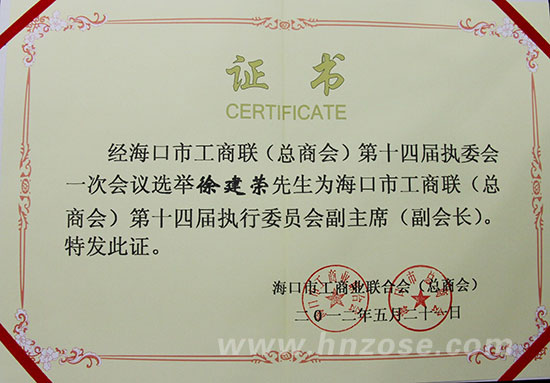 证书
CERTIFICATE
经海口市工商联（总商会）第十四届执委会
一次会议选举徐建荣先生为海口市工商联（总
商会）第十四届执行委员会副主席（副会长）。
特发此证。
海口市工商业联合会（总商会）
二〇一二年五月二十一日
www.hnzose.com